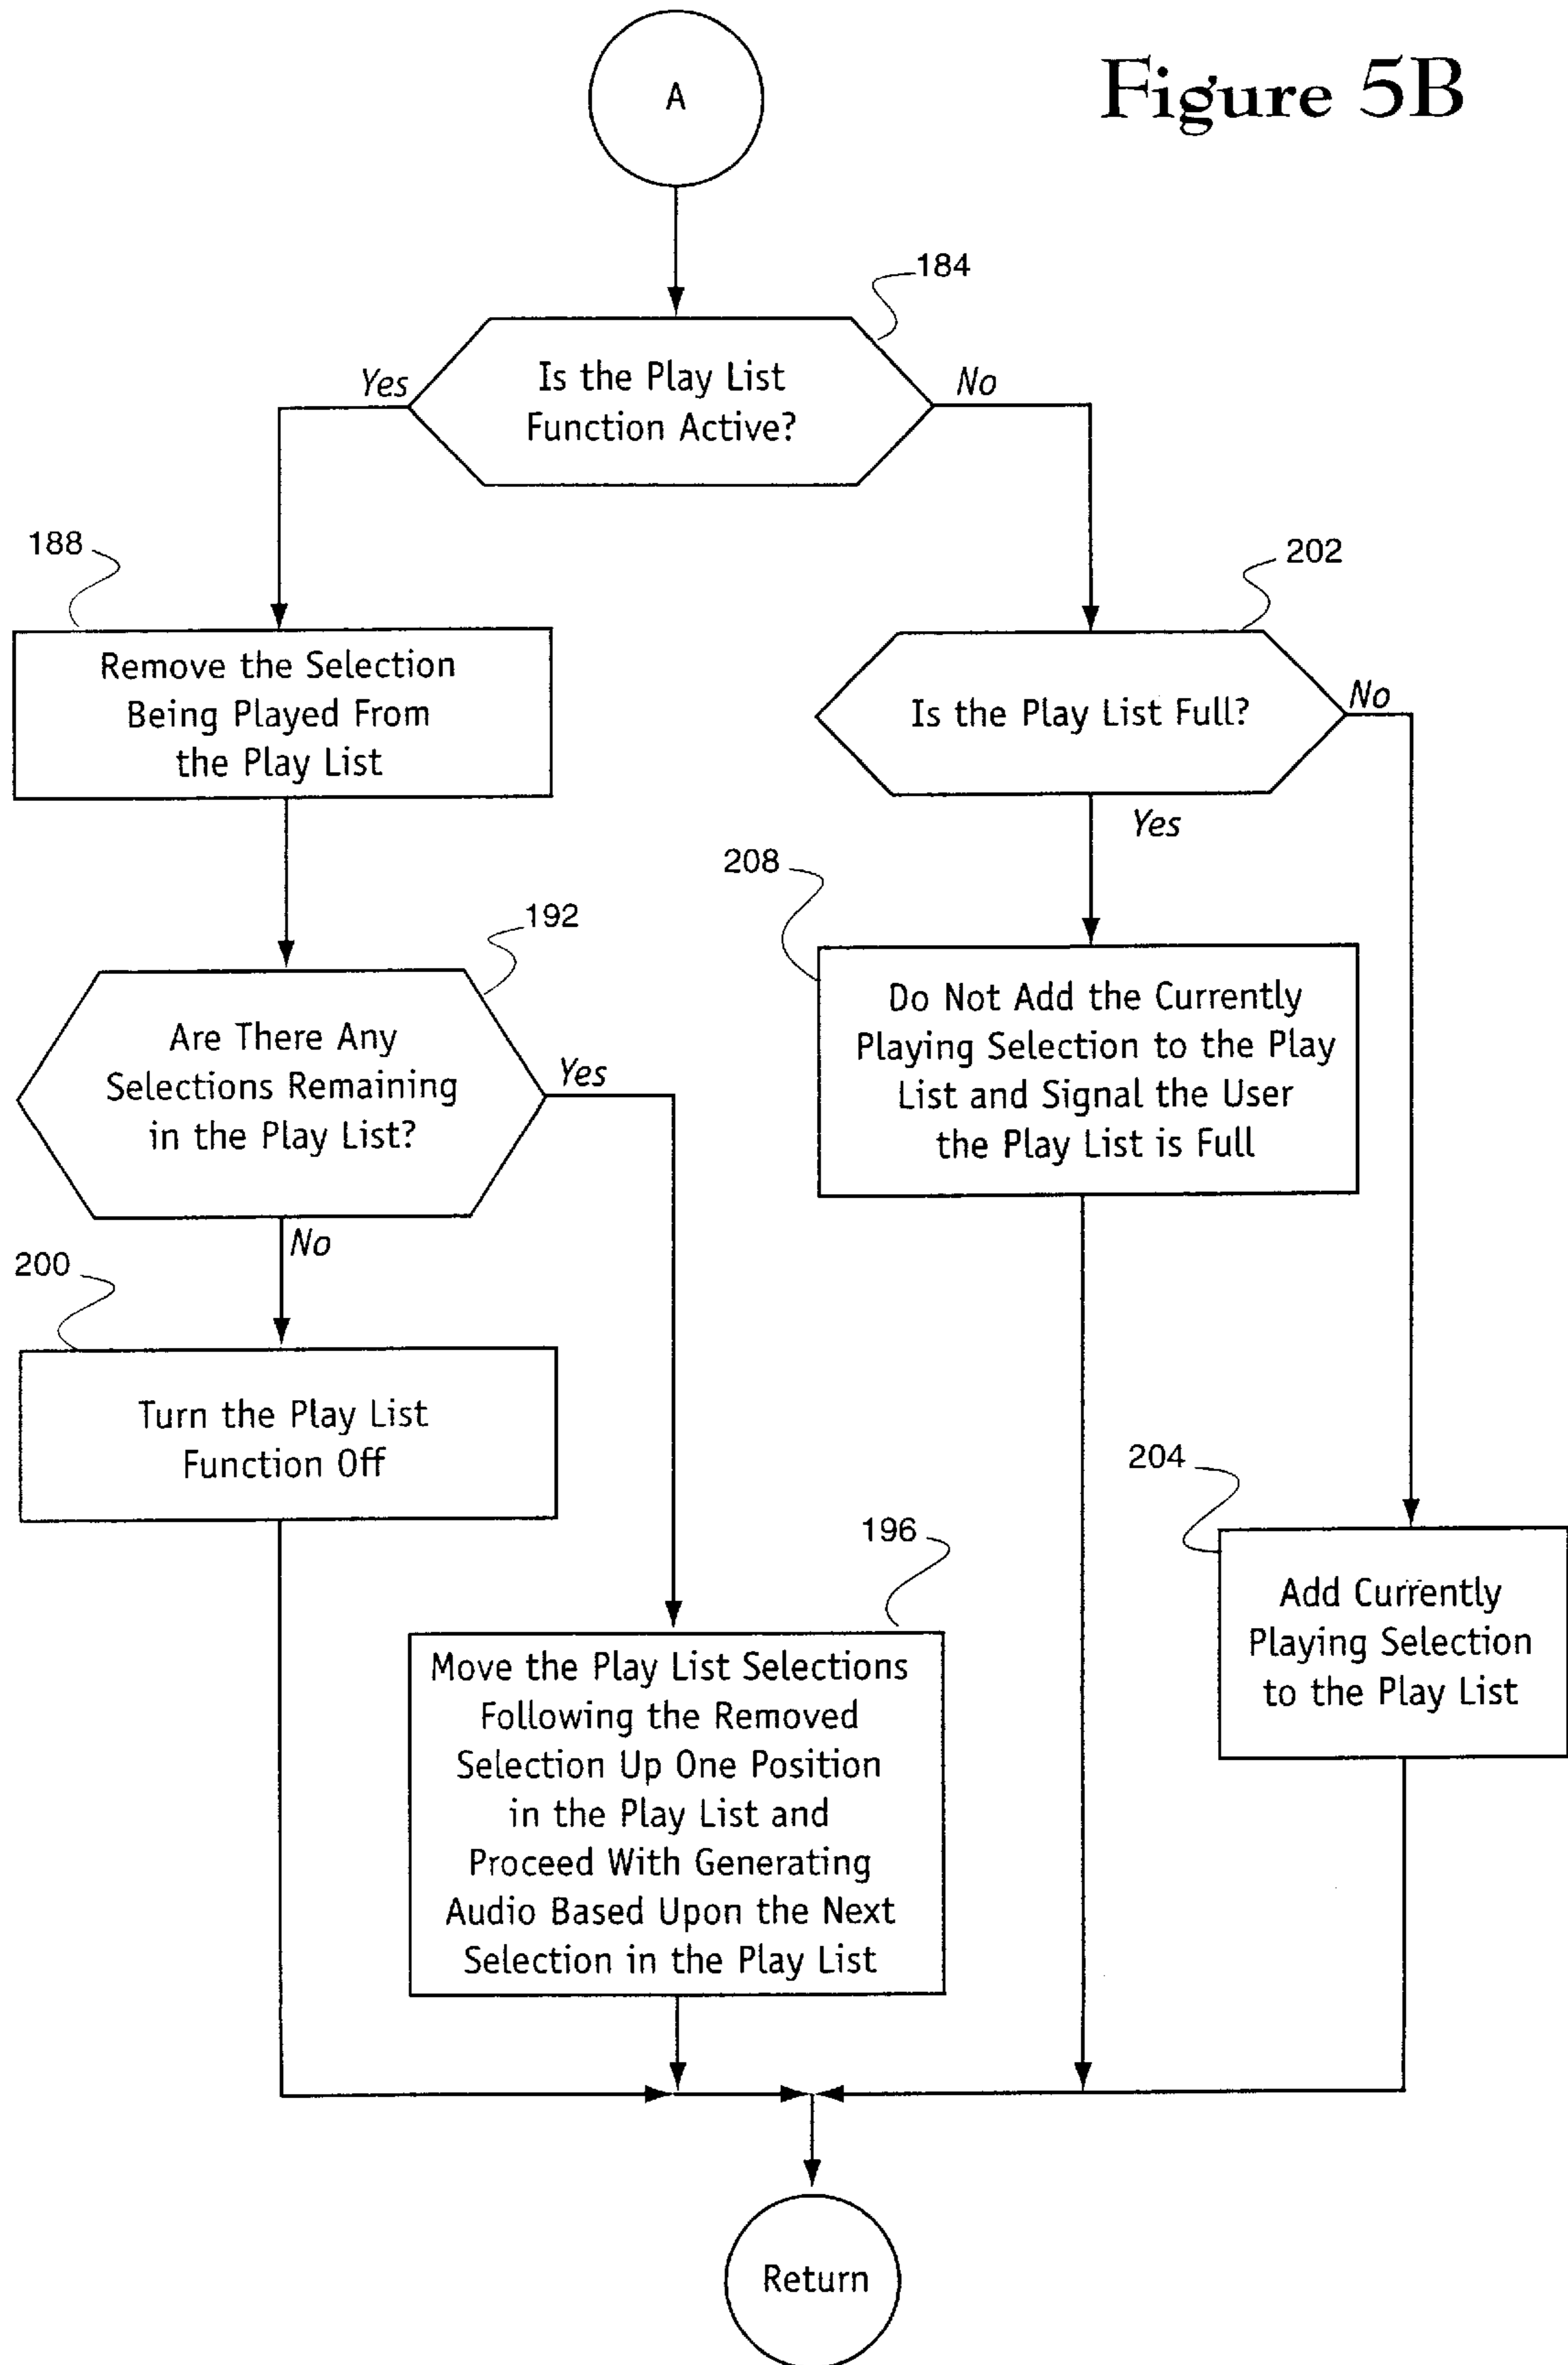 Figure 5B
A
184
Yes
Is the Play List
Function Active?
No
188
Remove the Selection
Being Played From
the Play List
202
Is the Play List Full?
No
Yes
192
Are There Any
Selections Remaining
in the Play List?
Yes
No
208
Do Not Add the Currently
Playing Selection to the Play
List and Signal the User
the Play List is Full
200
Turn the Play List
Function Off
196
Move the Play List Selections
Following the Removed
Selection Up One Position
in the Play List and
Proceed With Generating
Audio Based Upon the Next
Selection in the Play List
204
Add Currently
Playing Selection
to the Play List
Return